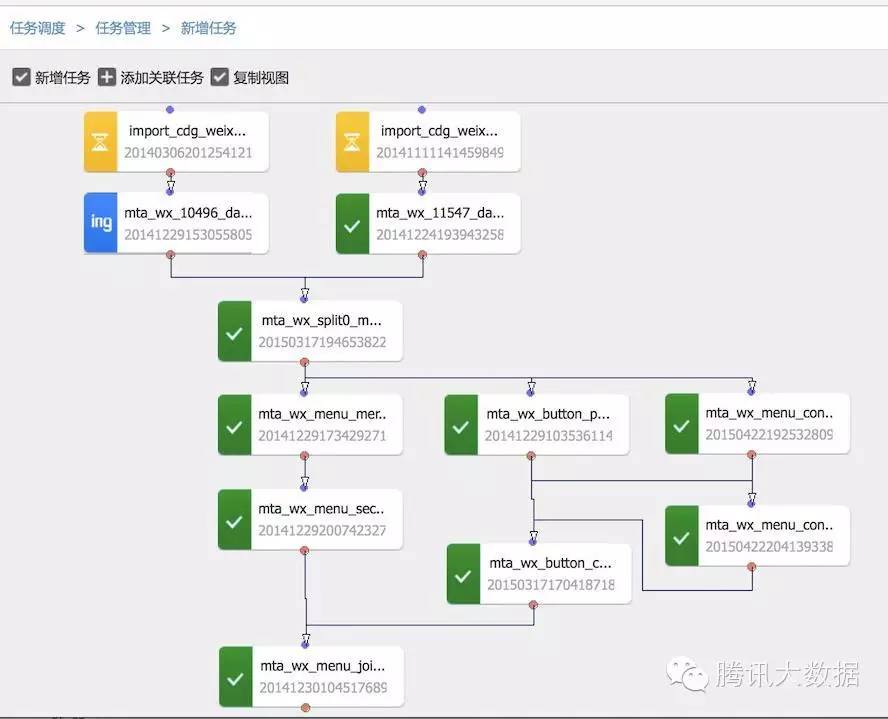 任务调度 > 任务管理 > 新增任务
新增任务 添加关联任务 复制视图
import_cdg_weix...
20140306201254121
import_cdg_weix...
20141111141459849
ing
mta_wx_10496_da...
20141229153055805
mta_wx_11547_da...
20141224193943258
mta_wx_split0_m...
20150317194653822
mta_wx_menu_mer..
20141229173429271
mta_wx_button_p...
20141229103536114
mta_wx_menu_con..
20150422192532809
mta_wx_menu_sec..
20141229200742327
mta_wx_menu_con..
20150422204139338
mta_wx_button_c...
20150317170418718
mta_wx_menu_joi...
20141230104517689
腾讯大数据